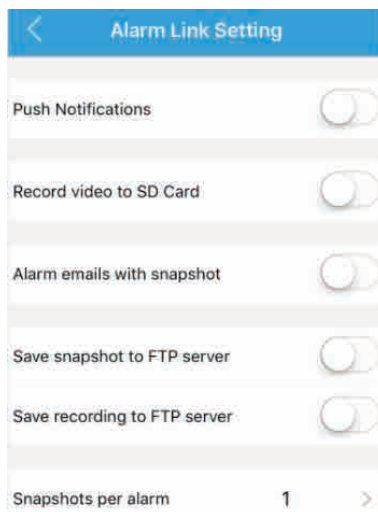 Alarm Link Setting
Push Notifications
Record video to SD Card
Alarm emails with snapshot
Save snapshot to FTP server
Save recording to FTP server
Snapshots per alarm 1